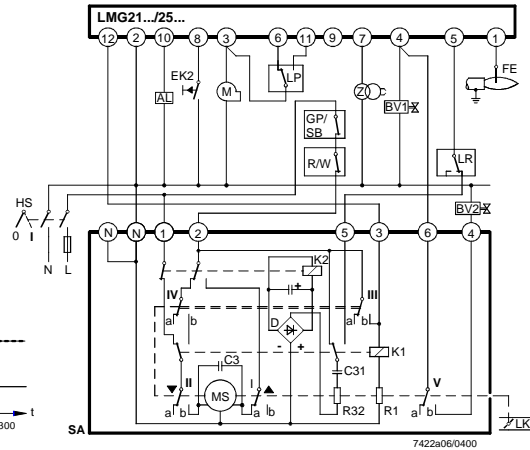 LMG21.../25...
12 2 10 8 3 6 11 9 7 4 5 1
EK2
LP
FE
AL
M
Z
BV1
GP/
SB
R/W
LR
HS
0 I
BV2
N L
N N 1 2 5 3 6 4
K2
IV
III
a b
a b
D
+
- +
K1
C3
C31
II
I
V
MS
a b
a b
a b
R32
R1
t
300
SA
LK
7422a06/0400